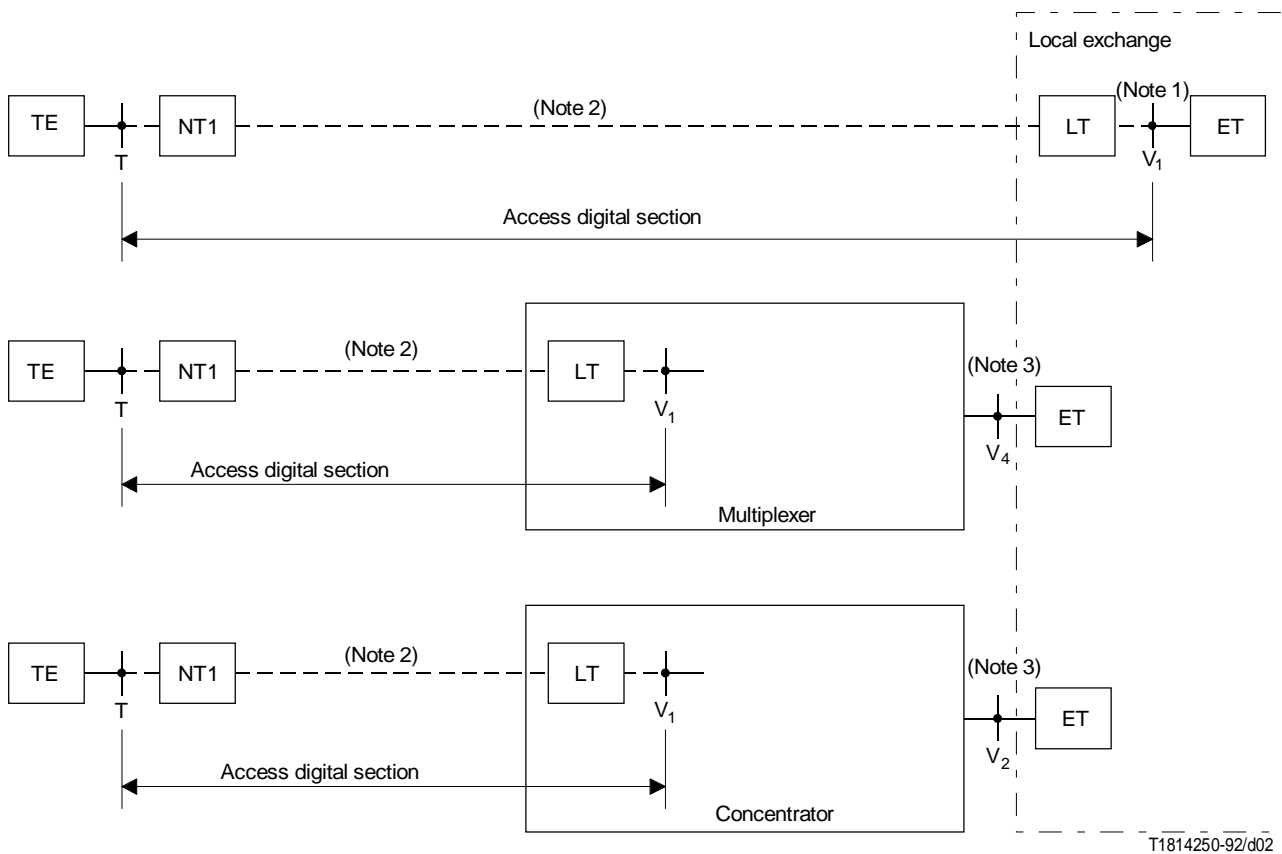 Local exchange
(Note 1)
(Note 2)
TE
NT1
LT
ET
T
V1
Access digital section
(Note 2)
(Note 3)
TE
NT1
LT
ET
T
V1
V4
Access digital section
Multiplexer
(Note 2)
(Note 3)
TE
NT1
LT
ET
T
V1
V2
Access digital section
Concentrator
T1814250-92/d02